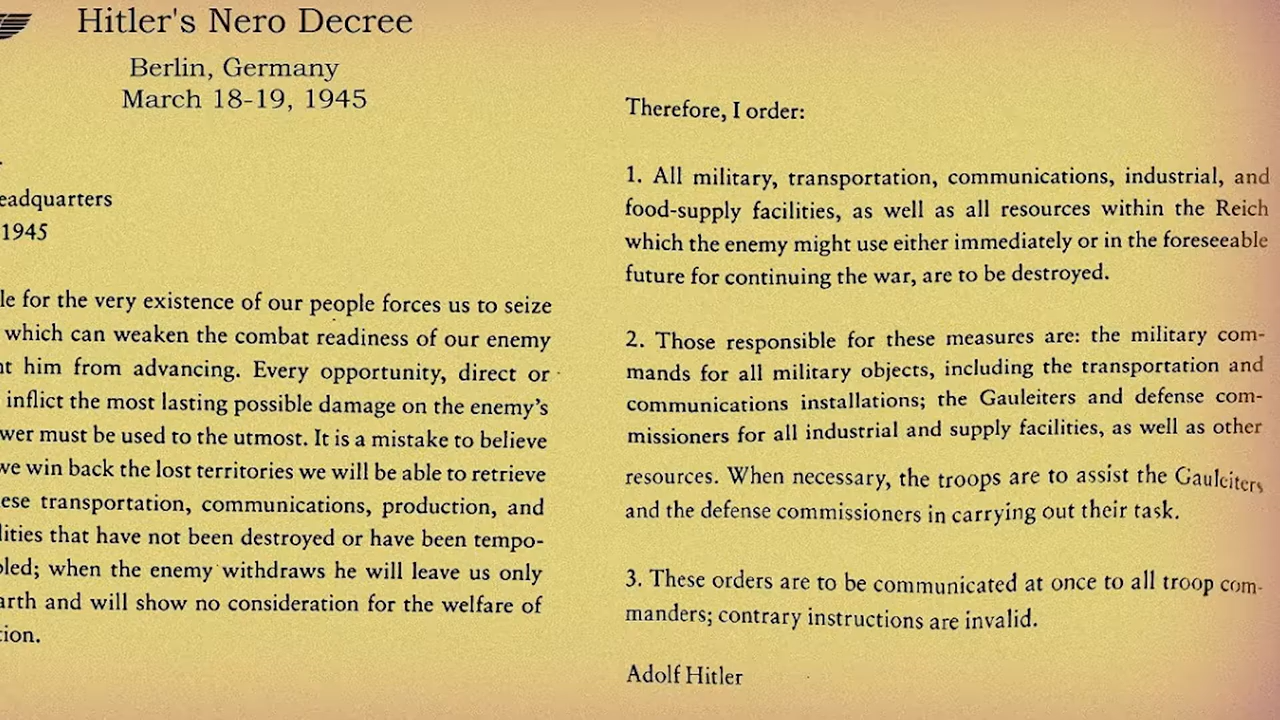 Hitler's Nero Decree
Berlin, Germany
March 18-19, 1945
eadquarters
1945
le for the very existence of our people forces us to seize
which can weaken the combat readiness of our enemy
nt him from advancing. Every opportunity, direct or
inflict the most lasting possible damage on the enemy's
wer must be used to the utmost. It is a mistake to believe
we win back the lost territories we will be able to retrieve
ese transportation, communications, production, and
lities that have not been destroyed or have been tempo-
led; when the enemy withdraws he will leave us only
arth and will show no consideration for the welfare of
tion.
Therefore, I order:
1. All military, transportation, communications, industrial, and
food-supply facilities, as well as all resources within the Reich
which the enemy might use either immediately or in the foreseeable
future for continuing the war, are to be destroyed.
2. Those responsible for these measures are: the military com-
mands for all military objects, including the transportation and
communications installations; the Gauleiters and defense com-
missioners for all industrial and supply facilities, as well as other
resources. When necessary, the troops are to assist the Gauleiters
and the defense commissioners in carrying out their task.
3. These orders are to be communicated at once to all troop com-
manders; contrary instructions are invalid.
Adolf Hitler